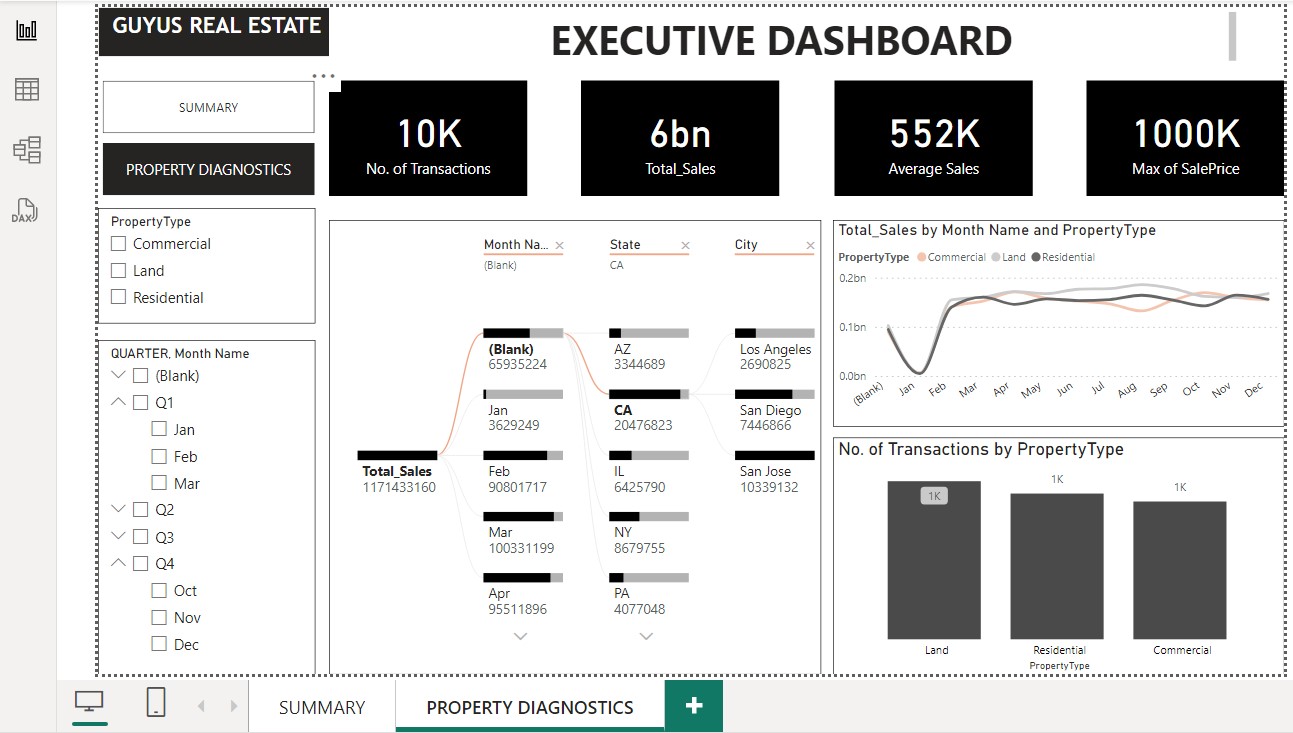 GUYUS REAL ESTATE
EXECUTIVE DASHBOARD
SUMMARY
PROPERTY DIAGNOSTICS
10K
No. of Transactions
6bn
Total_Sales
552K
Average Sales
1000K
Max of SalePrice
PropertyType
Commercial
Land
Residential
QUARTER, Month Name
(Blank)
Q1
Jan
Feb
Mar
Q2
Q3
Q4
Oct
Nov
Dec
Month Na...
(Blank)
State
CA
City
Total_Sales
1171433160
(Blank)
65935224
Jan
3629249
Feb
90801717
Mar
100331199
Apr
95511896
AZ
3344689
CA
20476823
IL
6425790
NY
8679755
PA
4077048
Los Angeles
2690825
San Diego
7446866
San Jose
10339132
Total_Sales by Month Name and PropertyType
PropertyType Commercial Land Residential
0.2bn
0.1bn
0.0bn
(Blank) Jan Feb Mar Apr May Jun Jul Aug Sep Oct Nov Dec
No. of Transactions by PropertyType
1K 1K 1K
Land Residential Commercial
PropertyType
DAX
SUMMARY
PROPERTY DIAGNOSTICS